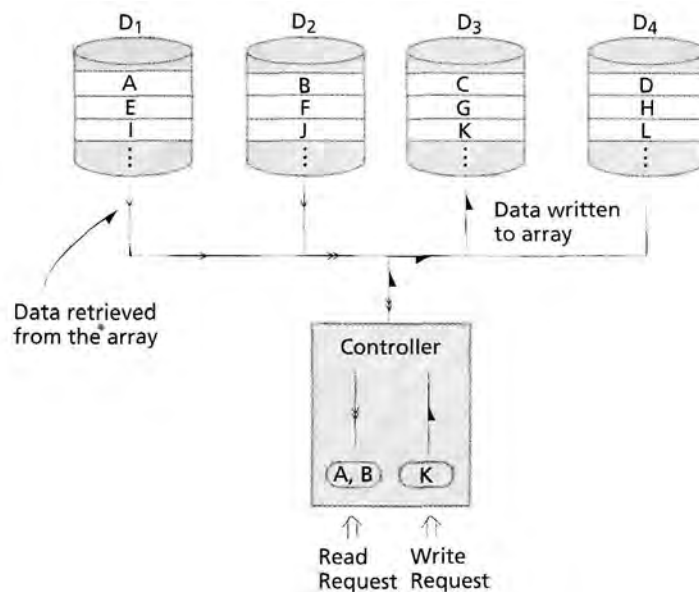 D1 D2 D3 D4
A B C D
E F G H
I J K L
Data written
to array
Data retrieved
from the array
Controller
A, B K
Read Write
Request Request